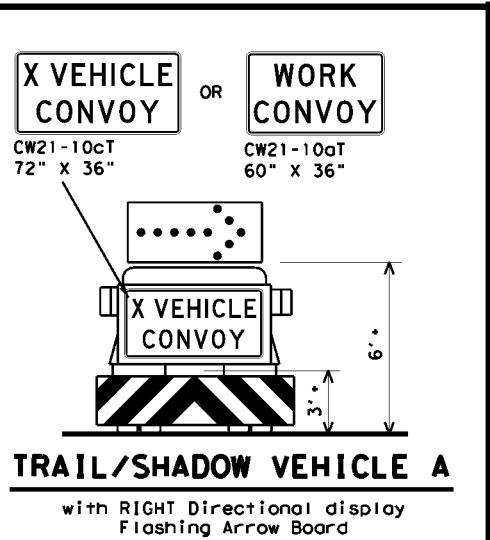 X VEHICLE
CONVOY
OR
WORK
CONVOY
CW21-10cT
72" X 36"
CW21-10aT
60" X 36"
X VEHICLE
CONVOY
6'+
3'+
TRAIL/SHADOW VEHICLE A
with RIGHT Directional display
Flashing Arrow Board